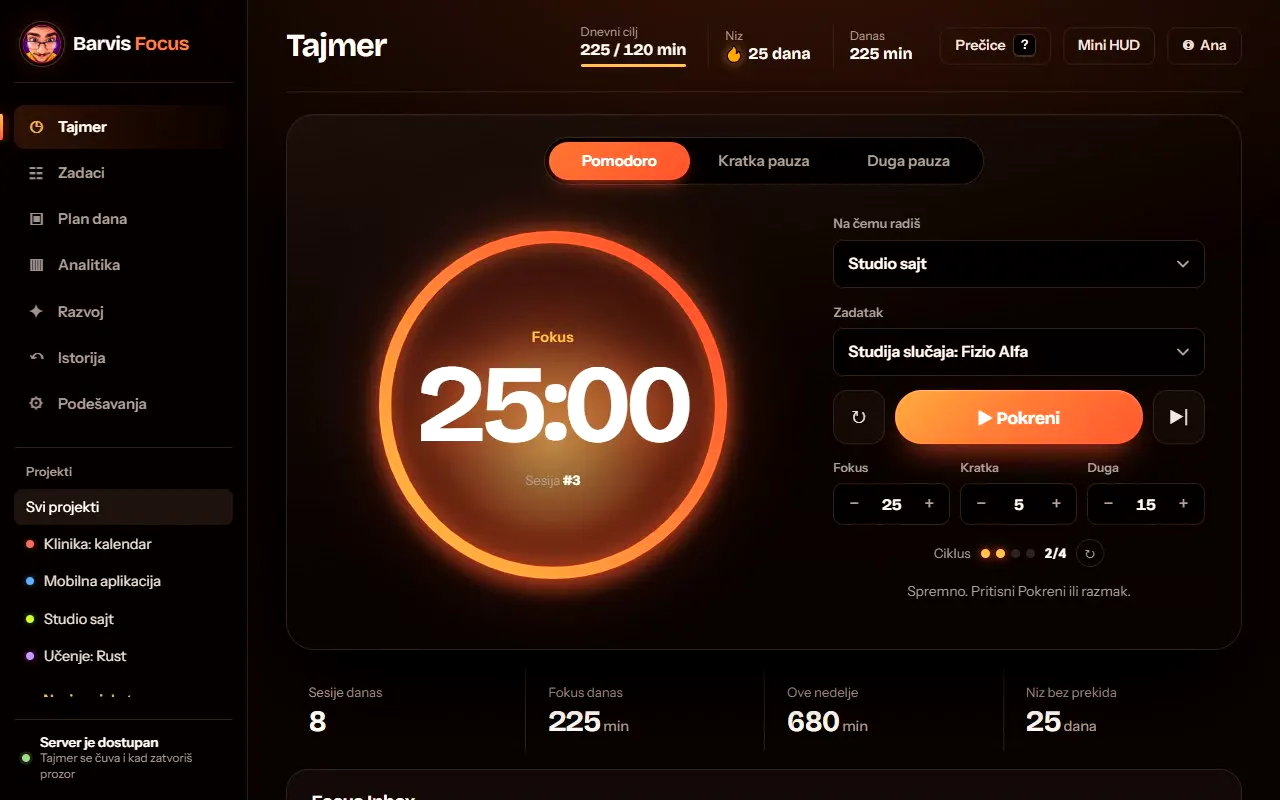 Barvis Focus
Tajmer
Zadaci
Plan dana
Analitika
Razvoj
Istorija
Podešavanja
Projekti
Svi projekti
Klinika: kalendar
Mobilna aplikacija
Studio sajt
Učenje: Rust
Server je dostupan
Tajmer se čuva i kad zatvoriš
prozor
Tajmer
Dnevni cilj
225 / 120 min
Niz
25 dana
Danas
225 min
Prečice ?
Mini HUD
Ana
Pomodoro
Kratka pauza
Duga pauza
Fokus
25:00
Sesija #3
Na čemu radiš
Studio sajt
Zadatak
Studija slučaja: Fizio Alfa
Pokreni
Fokus
Kratka
Duga
− 25 +
− 5 +
− 15 +
Ciklus 2/4
Spremno. Pritisni Pokreni ili razmak.
Sesije danas
8
Fokus danas
225 min
Ove nedelje
680 min
Niz bez prekida
25 dana
Focus Inbox